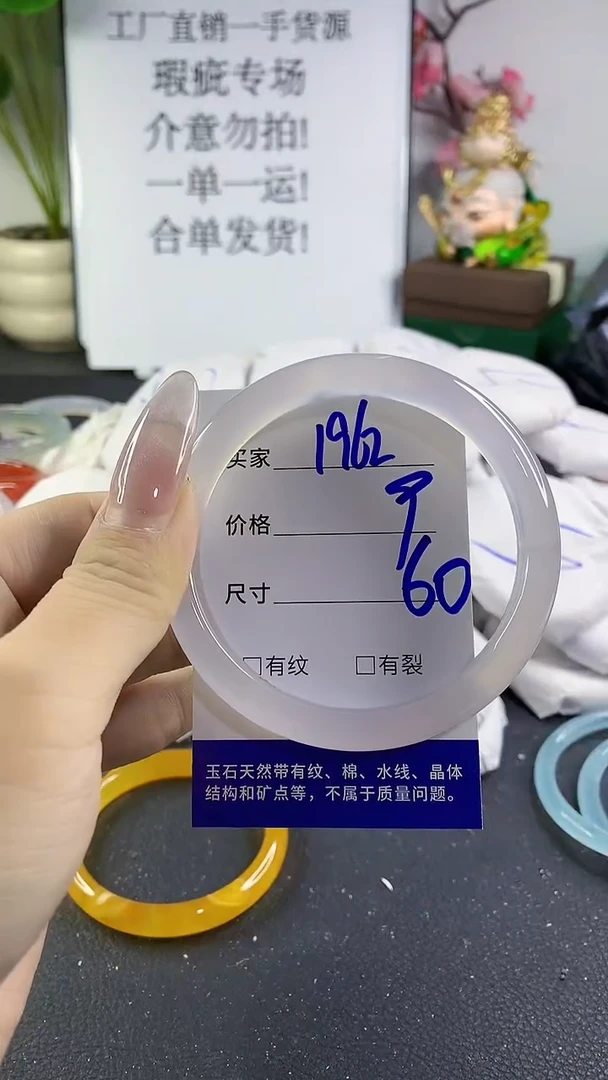 工厂直销一手货源
瑕疵专场
介意勿拍!
一单一运!
合单发货!
买家 1962
价格
尺寸 60
□有纹 □有裂
玉石天然带有纹、棉、水线、晶体
结构和矿点等，不属于质量问题。